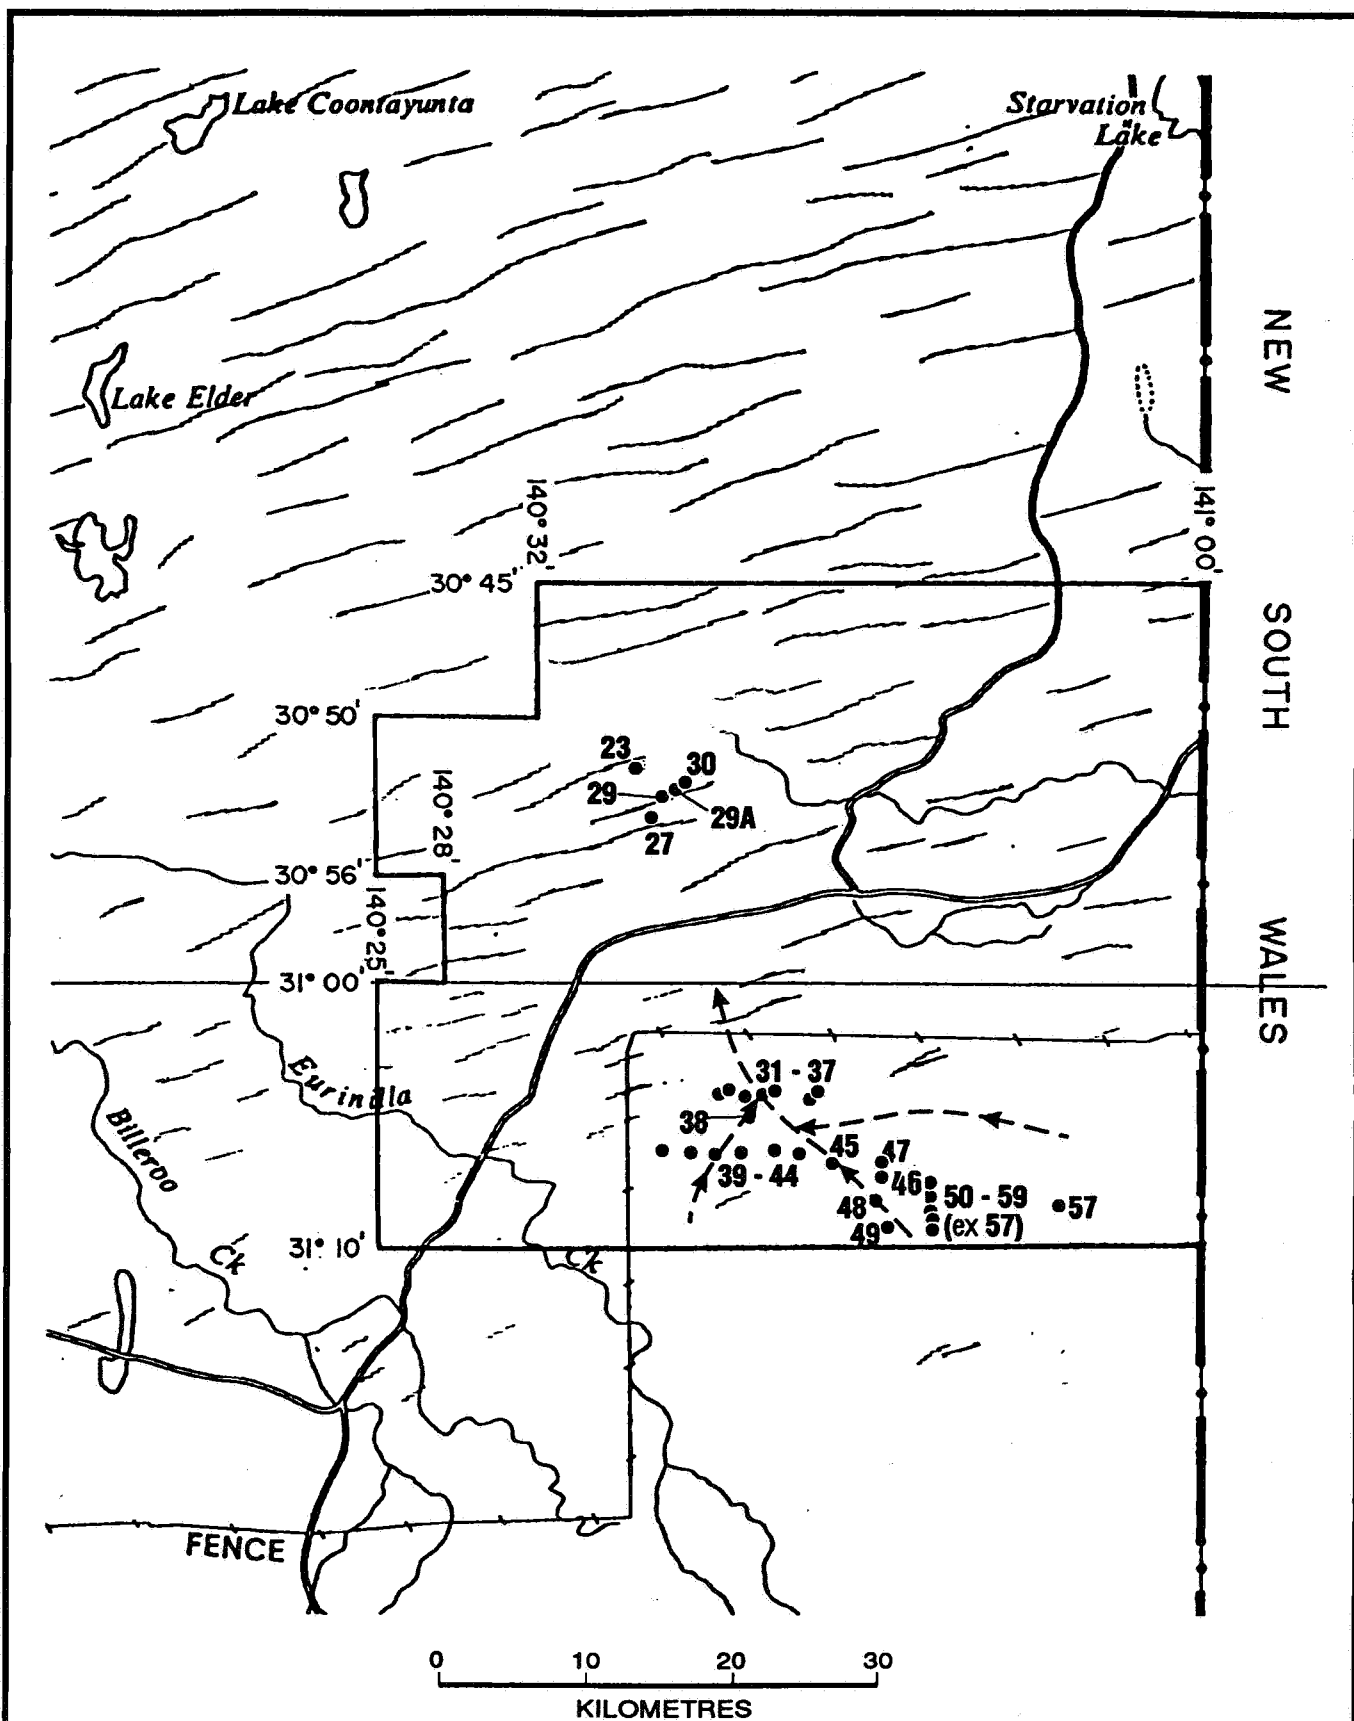 Lake Coontayunta
Starvation
Lake
NEW
Lake Elder
140° 32'
141° 00'
30° 45'
SOUTH
30° 50'
23
30
140° 28'
29
29A
27
30° 56'
140° 25'
WALES
31° 00'
Eurinilla
31 - 37
Billeroo
38
45
47
39 - 44
46
50 - 59
57
48
(ex 57)
49
31° 10'
Ck
Ck
FENCE
0 10 20 30
KILOMETRES